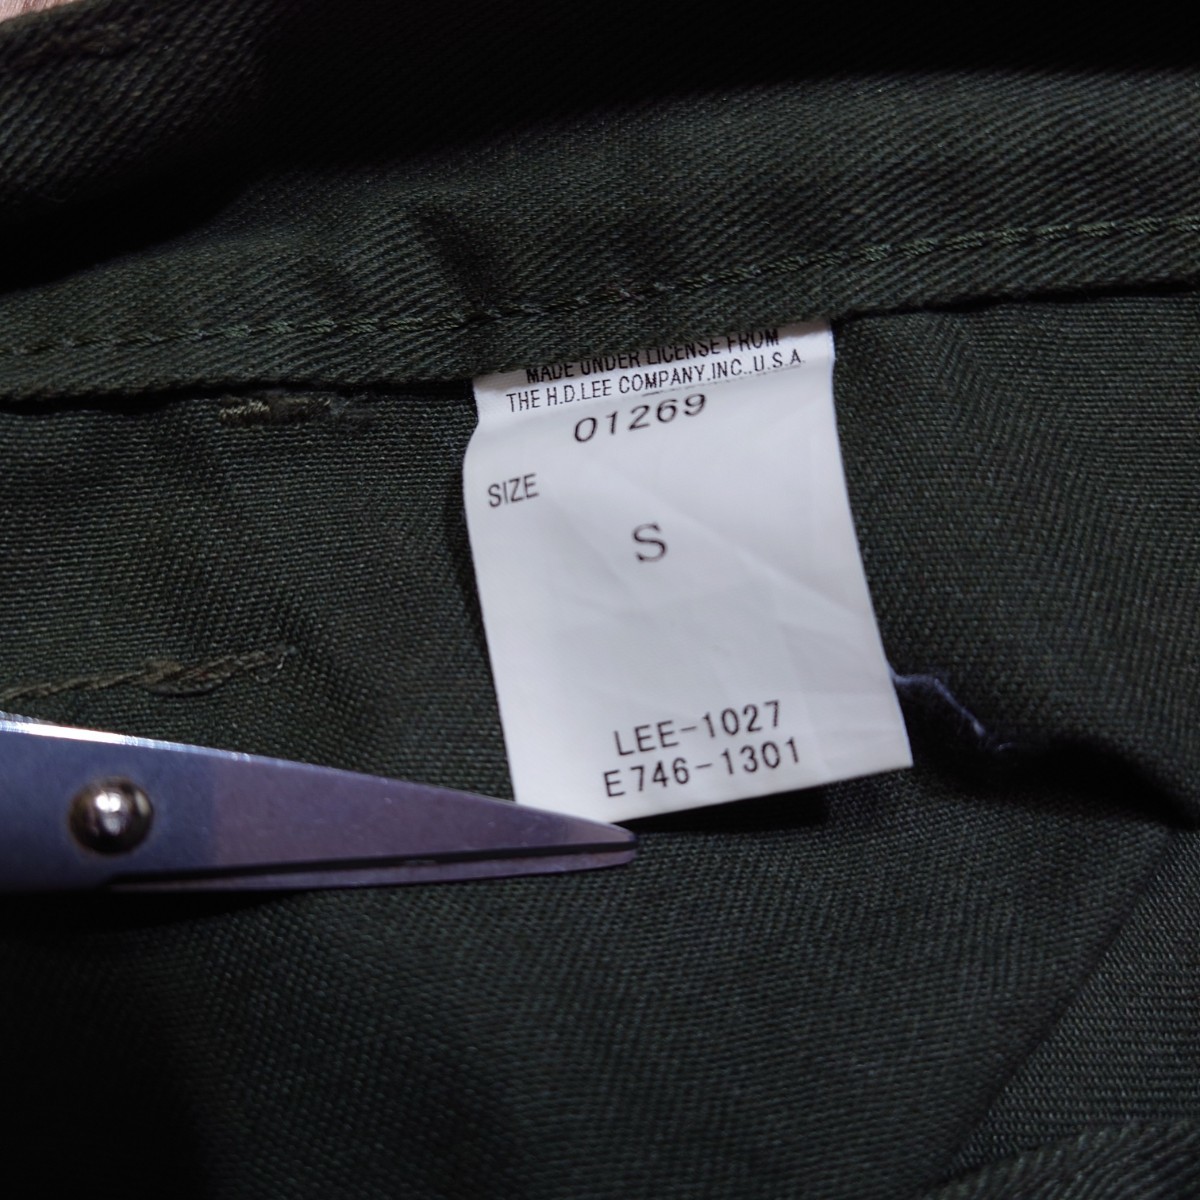 MADE UNDER LICENSE FROM
THE H.D.LEE COMPANY.INC.,U.S.A
01269
SIZE
S
LEE-1027
E746-1301